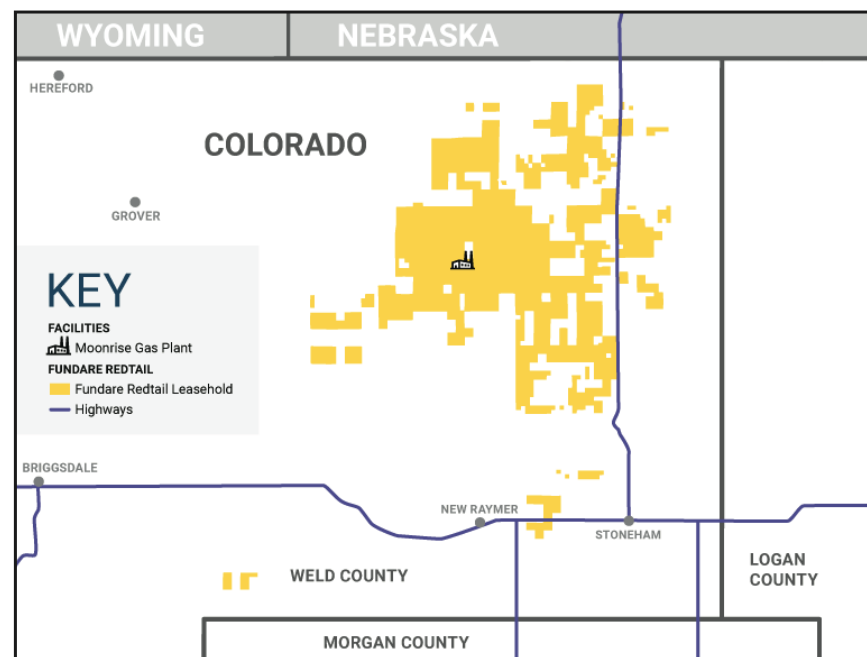 WYOMING
NEBRASKA
HEREFORD
COLORADO
GROVER
KEY
FACILITIES
Moonrise Gas Plant
FUNDARE REDTAIL
Fundare Redtail Leasehold
Highways
BRIGGSDALE
NEW RAYMER
STONEHAM
WELD COUNTY
LOGAN
COUNTY
MORGAN COUNTY